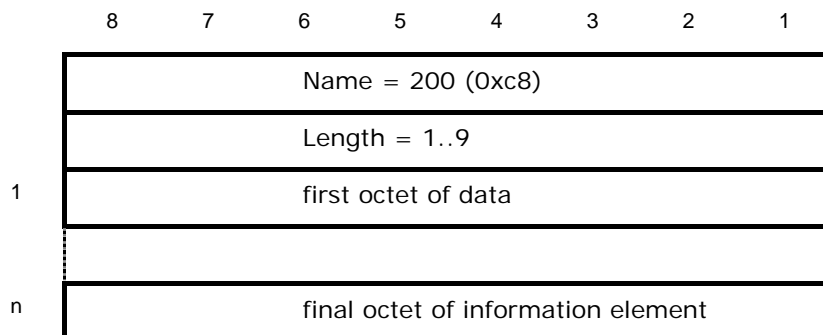 8 7 6 5 4 3 2 1
Name = 200 (0xc8)
Length = 1..9
1 first octet of data
n final octet of information element